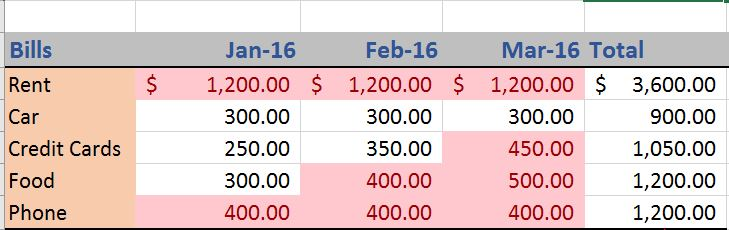 Bills Jan-16 Feb-16 Mar-16 Total
Rent $ 1,200.00 $ 1,200.00 $ 1,200.00 $ 3,600.00
Car 300.00 300.00 300.00 900.00
Credit Cards 250.00 350.00 450.00 1,050.00
Food 300.00 400.00 500.00 1,200.00
Phone 400.00 400.00 400.00 1,200.00